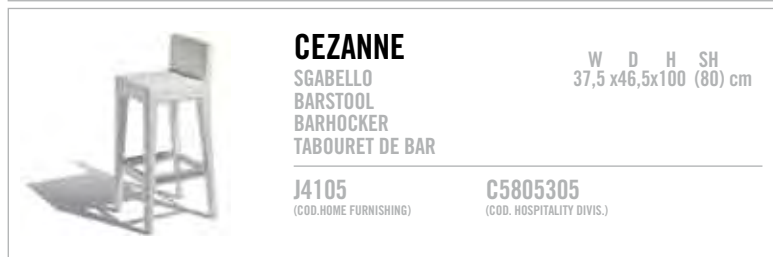 CEZANNE
SGABELLO
BARSTOOL
BARHOCKER
TABOURET DE BAR
W D H SH
37,5 x46,5x100 (80) cm
J4105
(COD.HOME FURNISHING)
C5805305
(COD. HOSPITALITY DIVIS.)